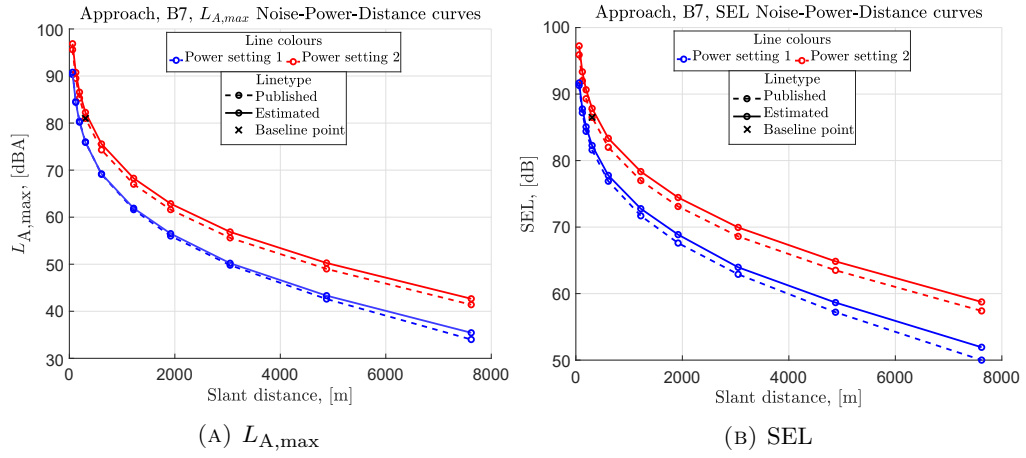 Approach, B7, L_{A,max} Noise-Power-Distance curves
Line colours
Power setting 1 Power setting 2
Linetype
Published
Estimated
Baseline point
L_{A,max}, [dBA]
100
90
80
70
60
50
40
30
0 2000 4000 6000 8000
Slant distance, [m]
(A) L_{A,max}
Approach, B7, SEL Noise-Power-Distance curves
Line colours
Power setting 1 Power setting 2
Linetype
Published
Estimated
Baseline point
SEL, [dB]
100
90
80
70
60
50
0 2000 4000 6000 8000
Slant distance, [m]
(B) SEL